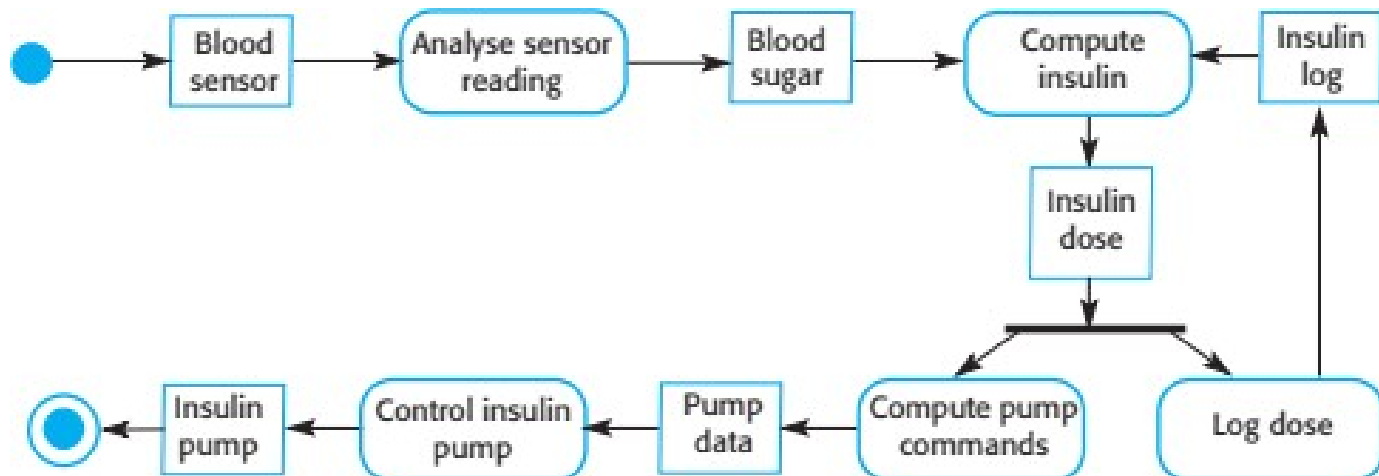 Blood
sensor
Analyse sensor
reading
Blood
sugar
Compute
insulin
Insulin
log
Insulin
dose
Insulin
pump
Control insulin
pump
Pump
data
Compute pump
commands
Log dose